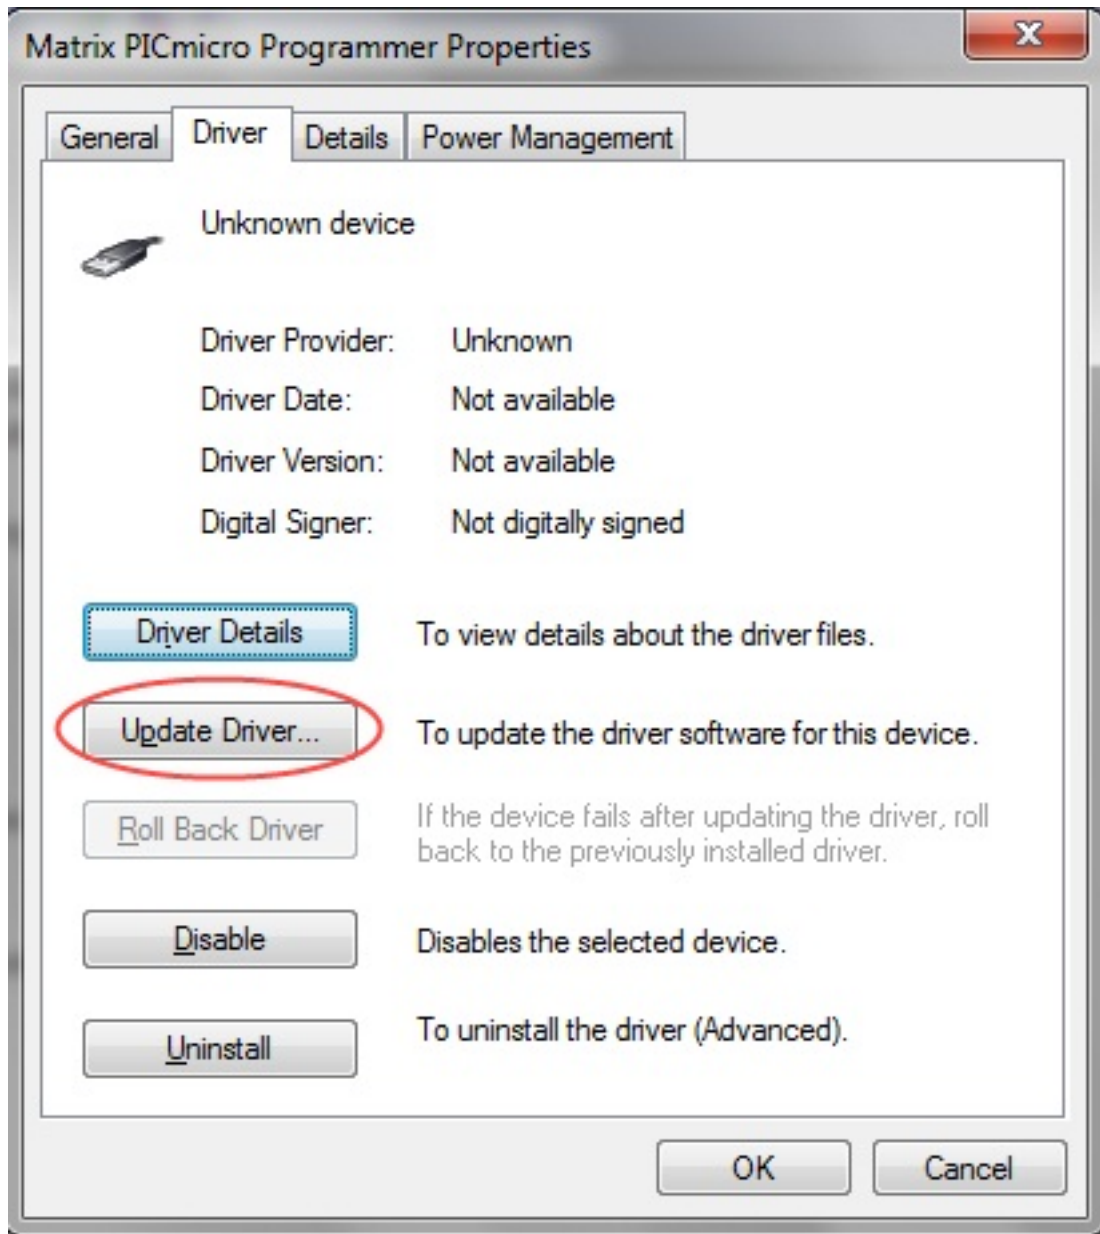 Matrix PICmicro Programmer Properties
General Driver Details Power Management
Unknown device
Driver Provider: Unknown
Driver Date: Not available
Driver Version: Not available
Digital Signer: Not digitally signed
Driver Details To view details about the driver files.
Update Driver... To update the driver software for this device.
Roll Back Driver If the device fails after updating the driver, roll
back to the previously installed driver.
Disable Disables the selected device.
Uninstall To uninstall the driver (Advanced).
OK Cancel